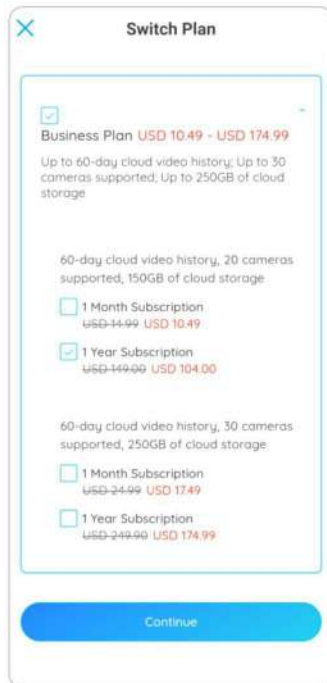 Switch Plan
Business Plan USD 10.49 - USD 174.99
Up to 60-day cloud video history; Up to 30
cameras supported; Up to 250GB of cloud
storage
60-day cloud video history, 20 cameras
supported, 150GB of cloud storage
1 Month Subscription
USD 14.99 USD 10.49
1 Year Subscription
USD 149.00 USD 104.00
60-day cloud video history, 30 cameras
supported, 250GB of cloud storage
1 Month Subscription
USD 24.99 USD 17.49
1 Year Subscription
USD 249.90 USD 174.99
Continue